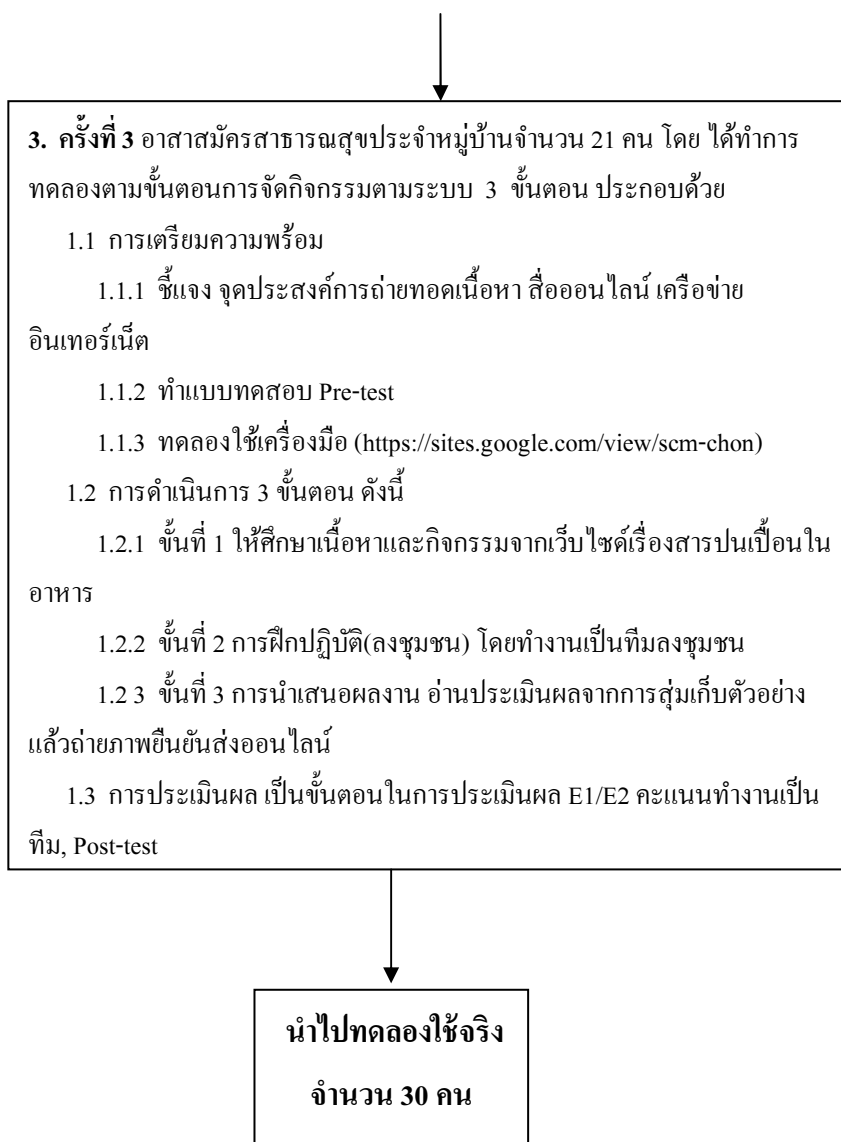 3. ครั้งที่ 3 อาสาสมัครสาธารณสุขประจำหมู่บ้านจำนวน 21 คน โดย ได้ทำการ
ทดลองตามขั้นตอนการจัดกิจกรรมตามระบบ 3 ขั้นตอน ประกอบด้วย
1.1 การเตรียมความพร้อม
1.1.1 ชี้แจง จุดประสงค์การถ่ายทอดเนื้อหา สื่อออนไลน์ เครือข่าย
อินเทอร์เน็ต
1.1.2 ทำแบบทดสอบ Pre-test
1.1.3 ทดลองใช้เครื่องมือ (https://sites.google.com/view/scm-chon)
1.2 การดำเนินการ 3 ขั้นตอน ดังนี้
1.2.1 ขั้นที่ 1 ให้ศึกษาเนื้อหาและกิจกรรมจากเว็บไซด์เรื่องสารปนเปื้อนใน
อาหาร
1.2.2 ขั้นที่ 2 การฝึกปฏิบัติ(ลงชุมชน) โดยทำงานเป็นทีมลงชุมชน
1.2 3 ขั้นที่ 3 การนำเสนอผลงาน อ่านประเมินผลจากการสุ่มเก็บตัวอย่าง
แล้วถ่ายภาพยืนยันส่งออนไลน์
1.3 การประเมินผล เป็นขั้นตอนในการประเมินผล E1/E2 คะแนนทำงานเป็น
ทีม, Post-test
นำไปทดลองใช้จริง
จำนวน 30 คน